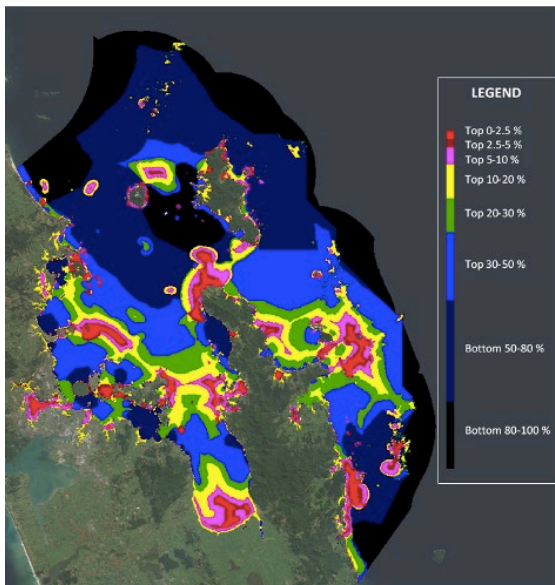 LEGEND
Top 0-2.5 %
Top 2.5-5 %
Top 5-10 %
Top 10-20 %
Top 20-30 %
Top 30-50 %
Bottom 50-80 %
Bottom 80-100 %